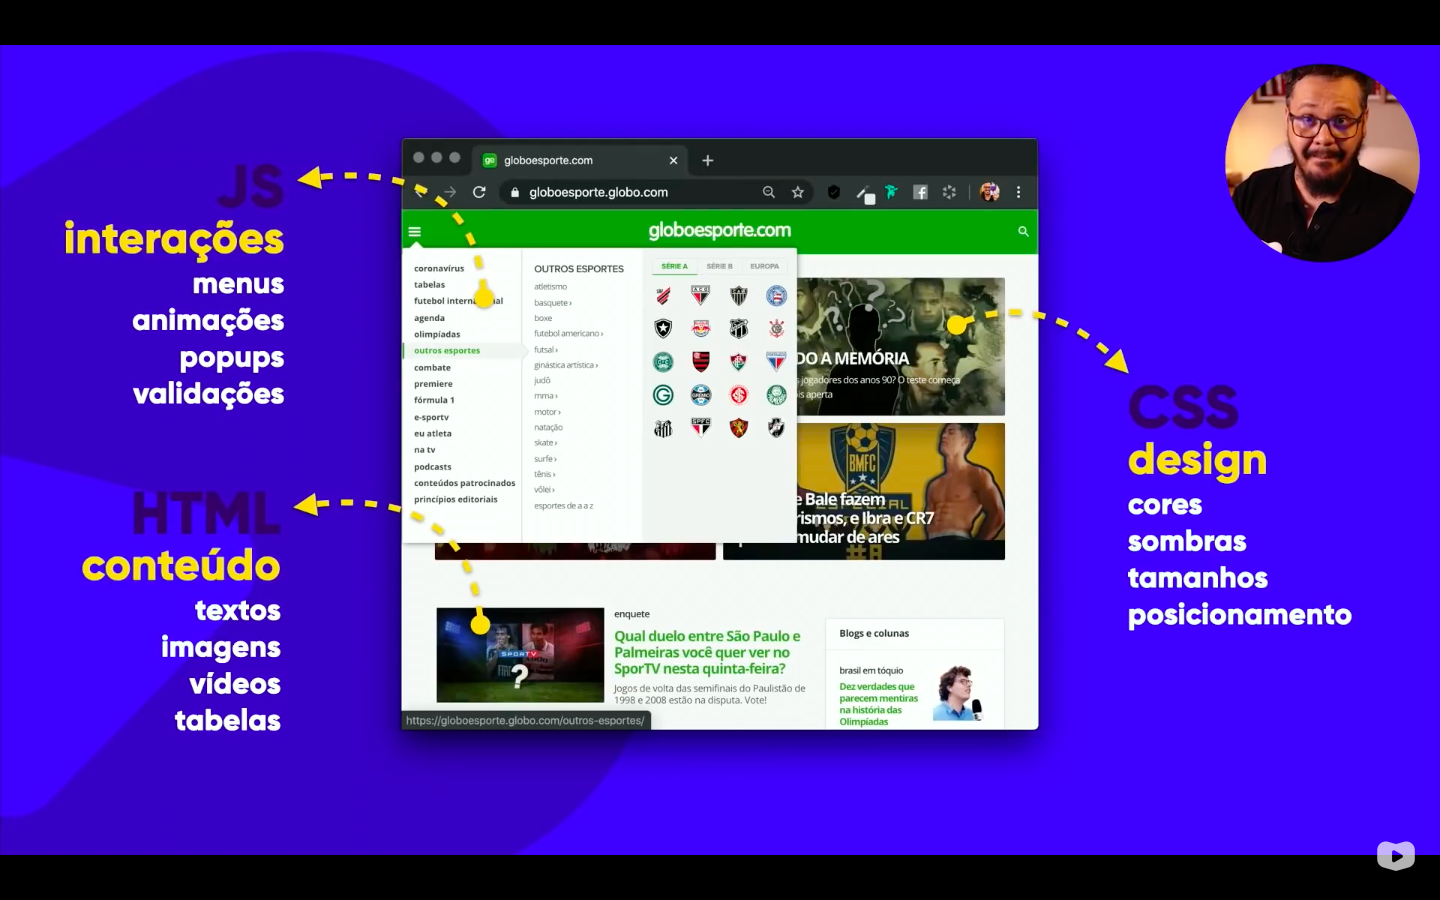 JS
interações
menus
animações
popups
validações
HTML
conteúdo
textos
imagens
vídeos
tabelas
globoesporte.com
globoesporte.globo.com
globoesporte.com
coronavírus
tabelas
futebol inter
agenda
olimpíadas
outros esportes
combate
premiere
fórmula 1
e-sportv
eu atleta
na tv
podcasts
conteúdos patrocinados
princípios editoriais
OUTROS ESPORTES
atletismo
basquete ›
boxe
futebol americano ›
futsal ›
ginástica artística ›
judô
mma ›
motor ›
natação
skate ›
surfe ›
tênis ›
vôlei ›
esportes de a a z
SÉRIE A SÉRIE B EUROPA
DO A MEMÓRIA
s jogadores dos anos 90? O teste começa
is aperta
BMFC
ESPECIAL
e Bale fazem
rismos, e Ibra e CR7
mudar de ares
#8
SPORTV
?
enquete
Qual duelo entre São Paulo e
Palmeiras você quer ver no
SporTV nesta quinta-feira?
Jogos de volta das semifinais do Paulistão de
1998 e 2008 estão na disputa. Vote!
Blogs e colunas
brasil em tóquio
Dez verdades que
parecem mentiras
na história das
Olimpíadas
https://globoesporte.globo.com/outros-esportes/
CSS
design
cores
sombras
tamanhos
posicionamento